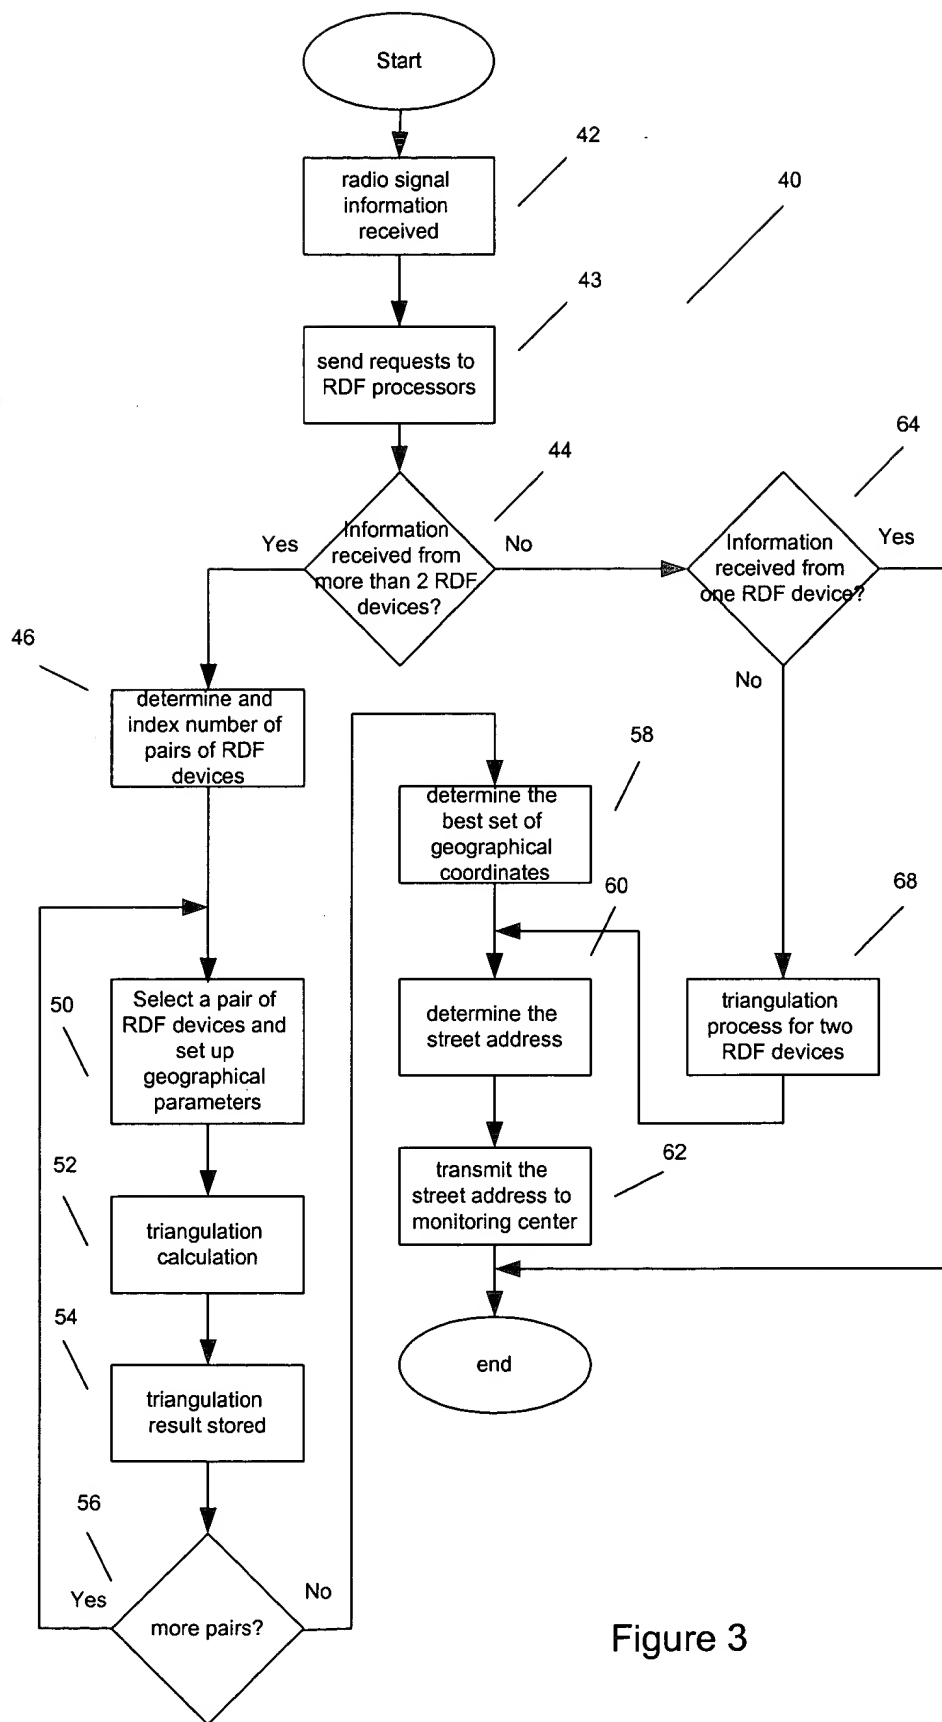 Start
42
radio signal
information
received
40
43
send requests to
RDF processors
44
64
Information
received from
more than 2 RDF
devices?
Yes
No
Information
received from
one RDF device?
Yes
No
46
determine and
index number of
pairs of RDF
devices
58
determine the
best set of
geographical
coordinates
60
68
50
Select a pair of
RDF devices and
set up
geographical
parameters
determine the
street address
triangulation
process for two
RDF devices
52
triangulation
calculation
62
transmit the
street address to
monitoring center
54
triangulation
result stored
end
56
Yes
No
more pairs?
Figure 3